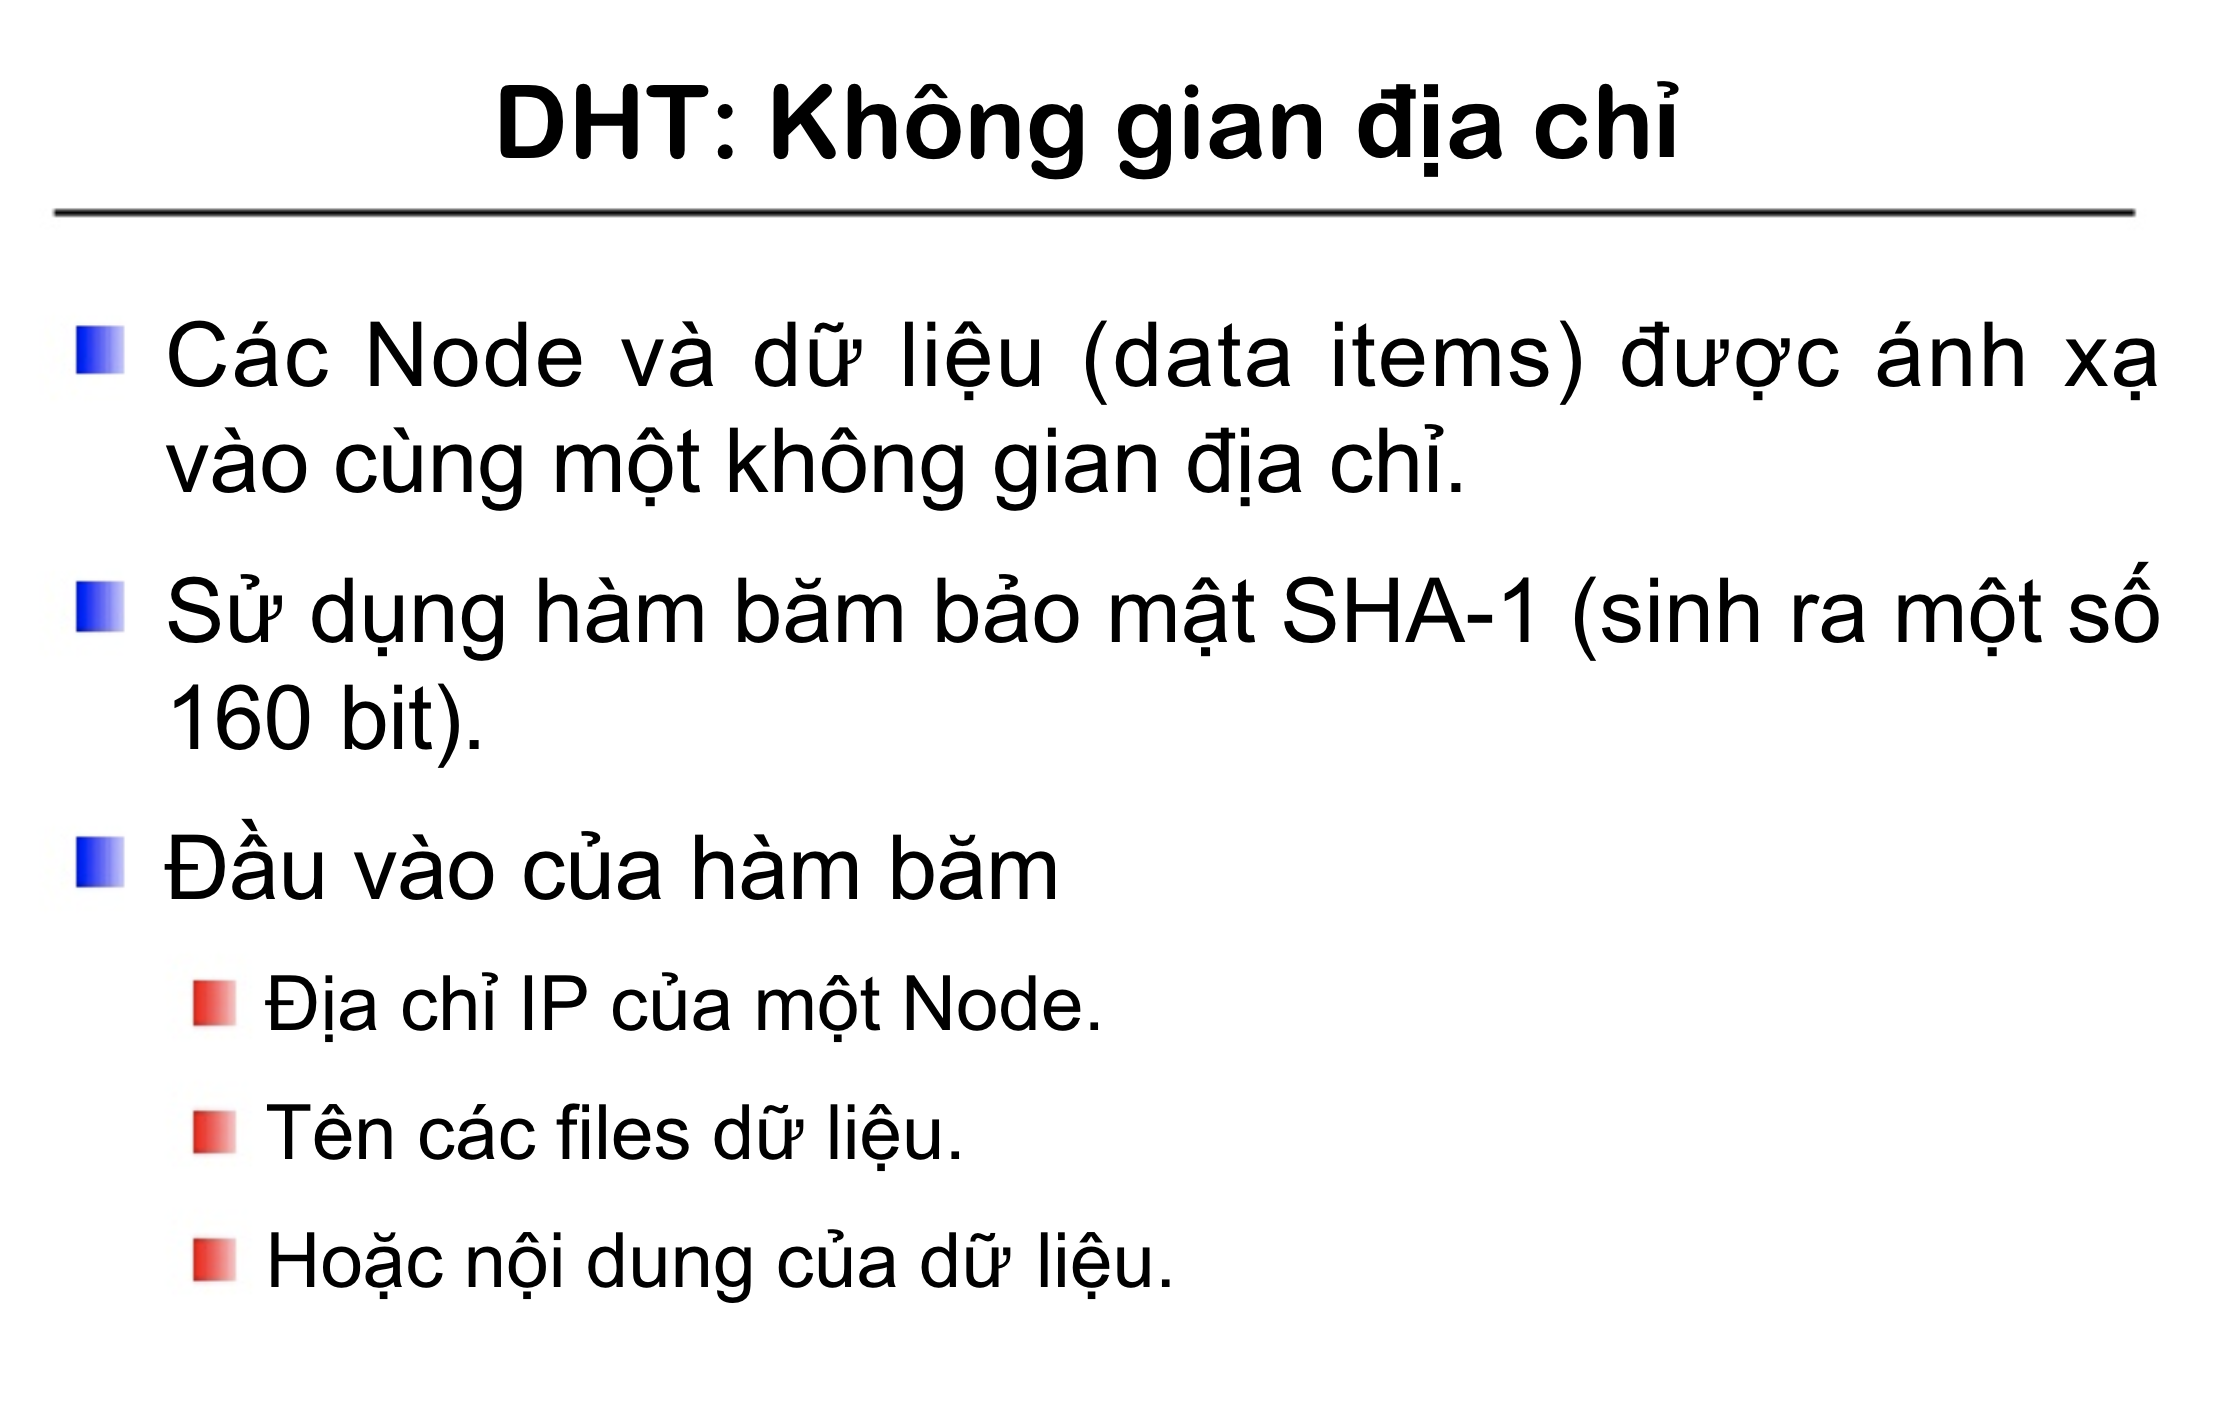 DHT: Không gian địa chỉ
Các Node và dữ liệu (data items) được ánh xạ
vào cùng một không gian địa chỉ.
Sử dụng hàm băm bảo mật SHA-1 (sinh ra một số
160 bit).
Đầu vào của hàm băm
Địa chỉ IP của một Node.
Tên các files dữ liệu.
Hoặc nội dung của dữ liệu.